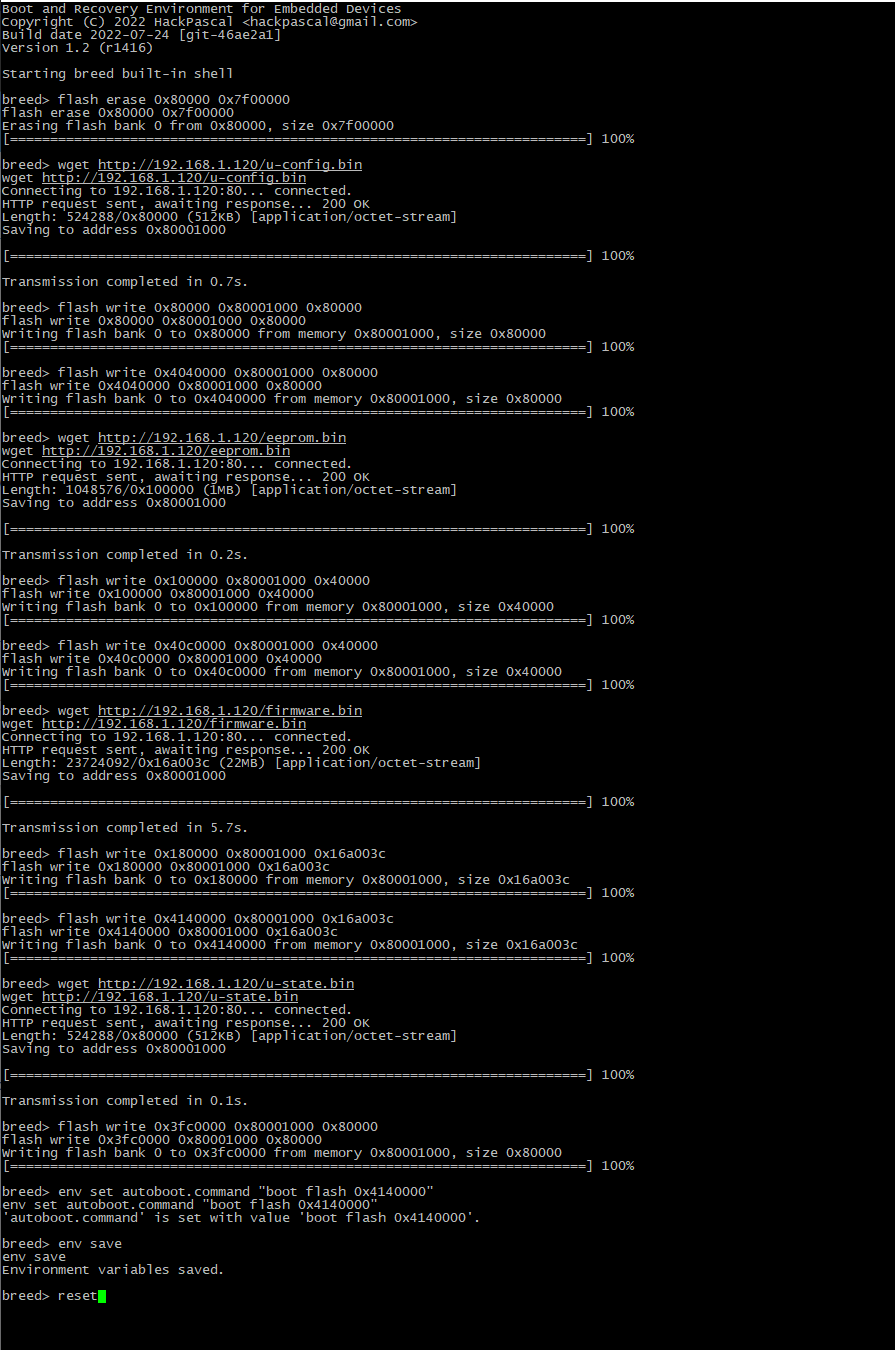 Boot and Recovery Environment for Embedded Devices
Copyright (C) 2022 HackPascal <hackpascal@gmail.com>
Build date 2022-07-24 [git-46ae2a1]
Version 1.2 (r1416)
Starting breed built-in shell
breed> flash erase 0x80000 0x7f00000
flash erase 0x80000 0x7f00000
Erasing flash bank 0 from 0x80000, size 0x7f00000
[========================================================================] 100%
breed> wget http://192.168.1.120/u-config.bin
wget http://192.168.1.120/u-config.bin
Connecting to 192.168.1.120:80... connected.
HTTP request sent, awaiting response... 200 OK
Length: 524288/0x80000 (512KB) [application/octet-stream]
Saving to address 0x80001000
[========================================================================] 100%
Transmission completed in 0.7s.
breed> flash write 0x80000 0x80001000 0x80000
flash write 0x80000 0x80001000 0x80000
Writing flash bank 0 to 0x80000 from memory 0x80001000, size 0x80000
[========================================================================] 100%
breed> flash write 0x4040000 0x80001000 0x80000
flash write 0x4040000 0x80001000 0x80000
Writing flash bank 0 to 0x4040000 from memory 0x80001000, size 0x80000
[========================================================================] 100%
breed> wget http://192.168.1.120/eeprom.bin
wget http://192.168.1.120/eeprom.bin
Connecting to 192.168.1.120:80... connected.
HTTP request sent, awaiting response... 200 OK
Length: 1048576/0x100000 (1MB) [application/octet-stream]
Saving to address 0x80001000
[========================================================================] 100%
Transmission completed in 0.2s.
breed> flash write 0x100000 0x80001000 0x40000
flash write 0x100000 0x80001000 0x40000
Writing flash bank 0 to 0x100000 from memory 0x80001000, size 0x40000
[========================================================================] 100%
breed> flash write 0x40c0000 0x80001000 0x40000
flash write 0x40c0000 0x80001000 0x40000
Writing flash bank 0 to 0x40c0000 from memory 0x80001000, size 0x40000
[========================================================================] 100%
breed> wget http://192.168.1.120/firmware.bin
wget http://192.168.1.120/firmware.bin
Connecting to 192.168.1.120:80... connected.
HTTP request sent, awaiting response... 200 OK
Length: 23724092/0x16a003c (22MB) [application/octet-stream]
Saving to address 0x80001000
[========================================================================] 100%
Transmission completed in 5.7s.
breed> flash write 0x180000 0x80001000 0x16a003c
flash write 0x180000 0x80001000 0x16a003c
Writing flash bank 0 to 0x180000 from memory 0x80001000, size 0x16a003c
[========================================================================] 100%
breed> flash write 0x4140000 0x80001000 0x16a003c
flash write 0x4140000 0x80001000 0x16a003c
Writing flash bank 0 to 0x4140000 from memory 0x80001000, size 0x16a003c
[========================================================================] 100%
breed> wget http://192.168.1.120/u-state.bin
wget http://192.168.1.120/u-state.bin
Connecting to 192.168.1.120:80... connected.
HTTP request sent, awaiting response... 200 OK
Length: 524288/0x80000 (512KB) [application/octet-stream]
Saving to address 0x80001000
[========================================================================] 100%
Transmission completed in 0.1s.
breed> flash write 0x3fc0000 0x80001000 0x80000
flash write 0x3fc0000 0x80001000 0x80000
Writing flash bank 0 to 0x3fc0000 from memory 0x80001000, size 0x80000
[========================================================================] 100%
breed> env set autoboot.command "boot flash 0x4140000"
env set autoboot.command "boot flash 0x4140000"
'autoboot.command' is set with value 'boot flash 0x4140000'.
breed> env save
env save
Environment variables saved.
breed> reset